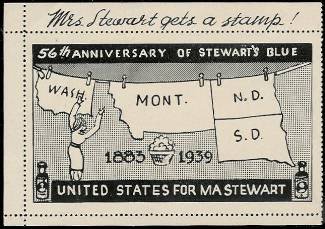 Mrs. Stewart gets a stamp!
56th ANNIVERSARY OF STEWART'S BLUE
WASH.
MONT.
N.D.
S.D.
1883 1939
UNITED STATES FOR MA STEWART